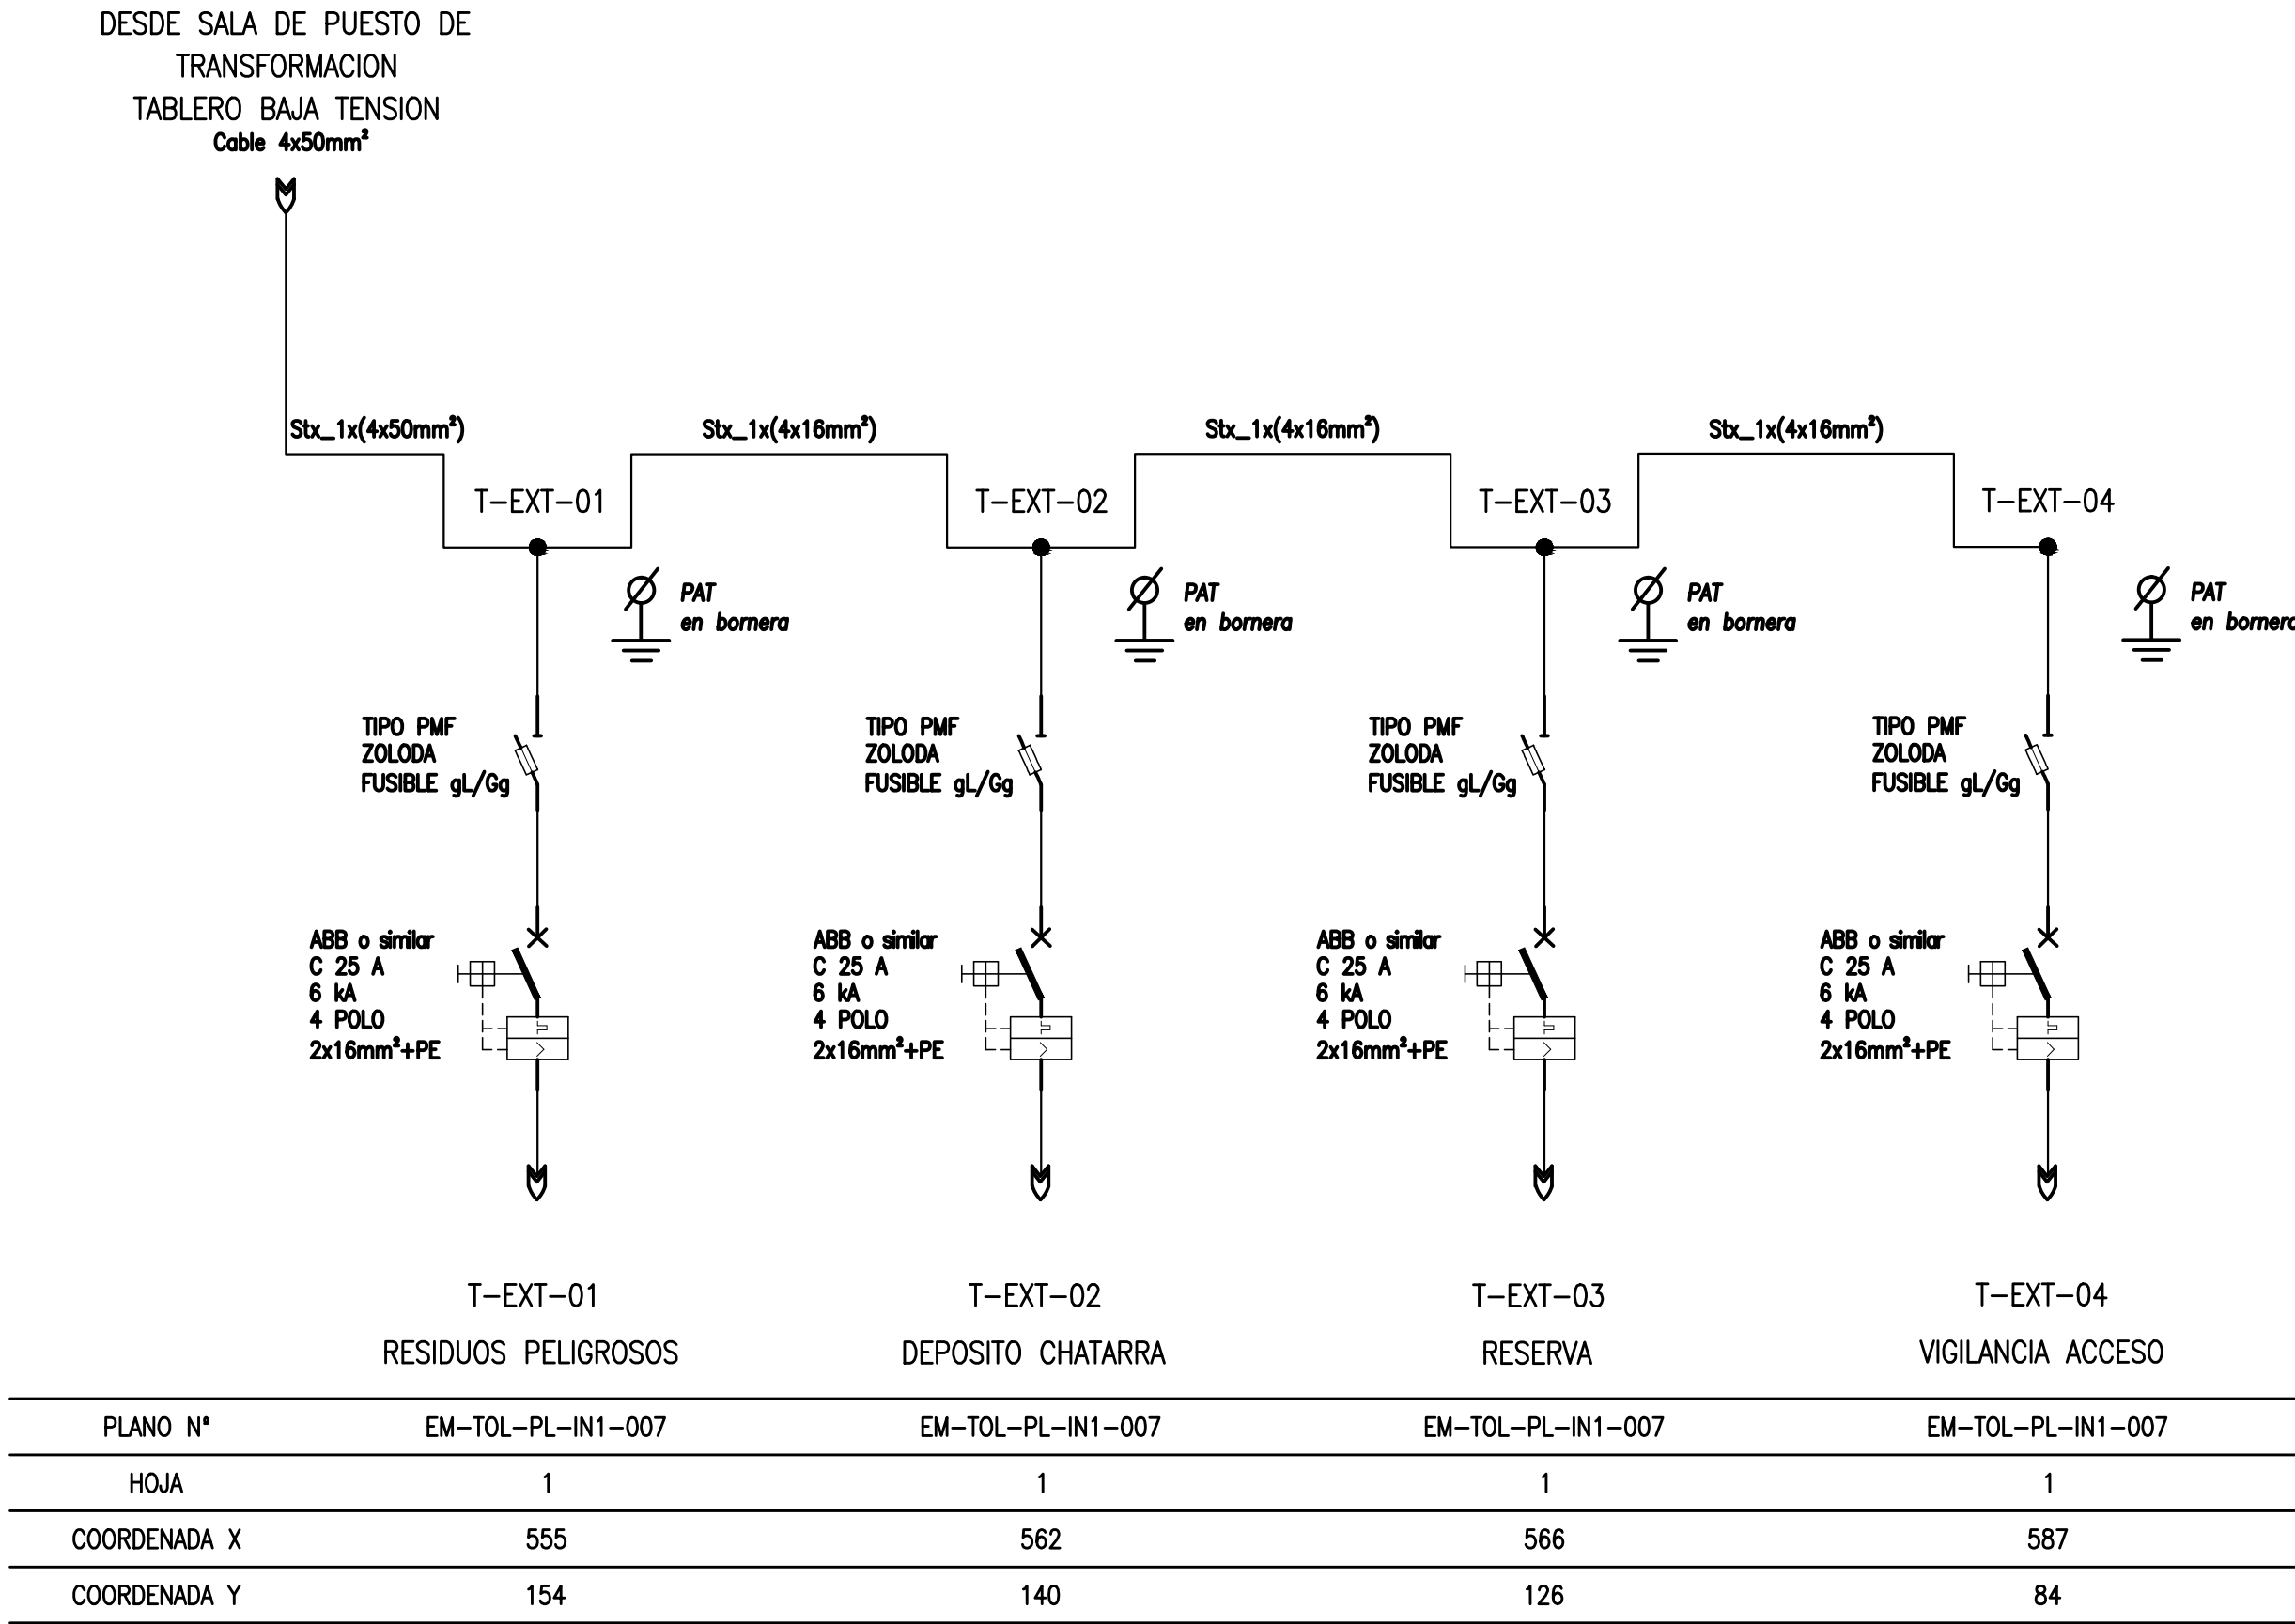 DESDE SALA DE PUESTO DE
TRANSFORMACION
TABLERO BAJA TENSION
Cable 4x50mm²
Stx_1x(4x50mm²)
Stx_1x(4x16mm²)
Stx_1x(4x16mm²)
Stx_1x(4x16mm²)
T-EXT-01
T-EXT-02
T-EXT-03
T-EXT-04
PAT
en bornera
PAT
en bornera
PAT
en bornera
PAT
en bornera
TIPO PMF
ZOLODA
FUSIBLE gL/Gg
TIPO PMF
ZOLODA
FUSIBLE gL/Gg
TIPO PMF
ZOLODA
FUSIBLE gL/Gg
TIPO PMF
ZOLODA
FUSIBLE gL/Gg
ABB o similar
C 25 A
6 kA
4 POLO
2x16mm²+PE
ABB o similar
C 25 A
6 kA
4 POLO
2x16mm²+PE
ABB o similar
C 25 A
6 kA
4 POLO
2x16mm²+PE
ABB o similar
C 25 A
6 kA
4 POLO
2x16mm²+PE
T-EXT-01
RESIDUOS PELIGROSOS
T-EXT-02
DEPOSITO CHATARRA
T-EXT-03
RESERVA
T-EXT-04
VIGILANCIA ACCESO
PLANO Nº EM-TOL-PL-IN1-007 EM-TOL-PL-IN1-007 EM-TOL-PL-IN1-007 EM-TOL-PL-IN1-007
HOJA 1 1 1 1
COORDENADA X 555 562 566 587
COORDENADA Y 154 140 126 84